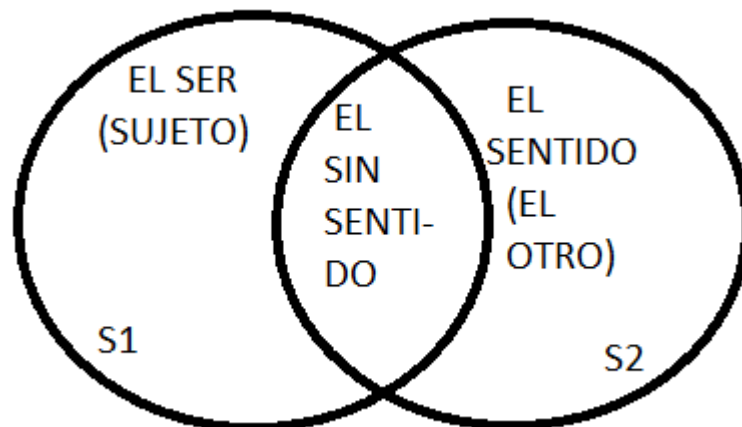 EL SER
(SUJETO)
EL
SIN
SENTI-
DO
EL
SENTIDO
(EL
OTRO)
S1
S2